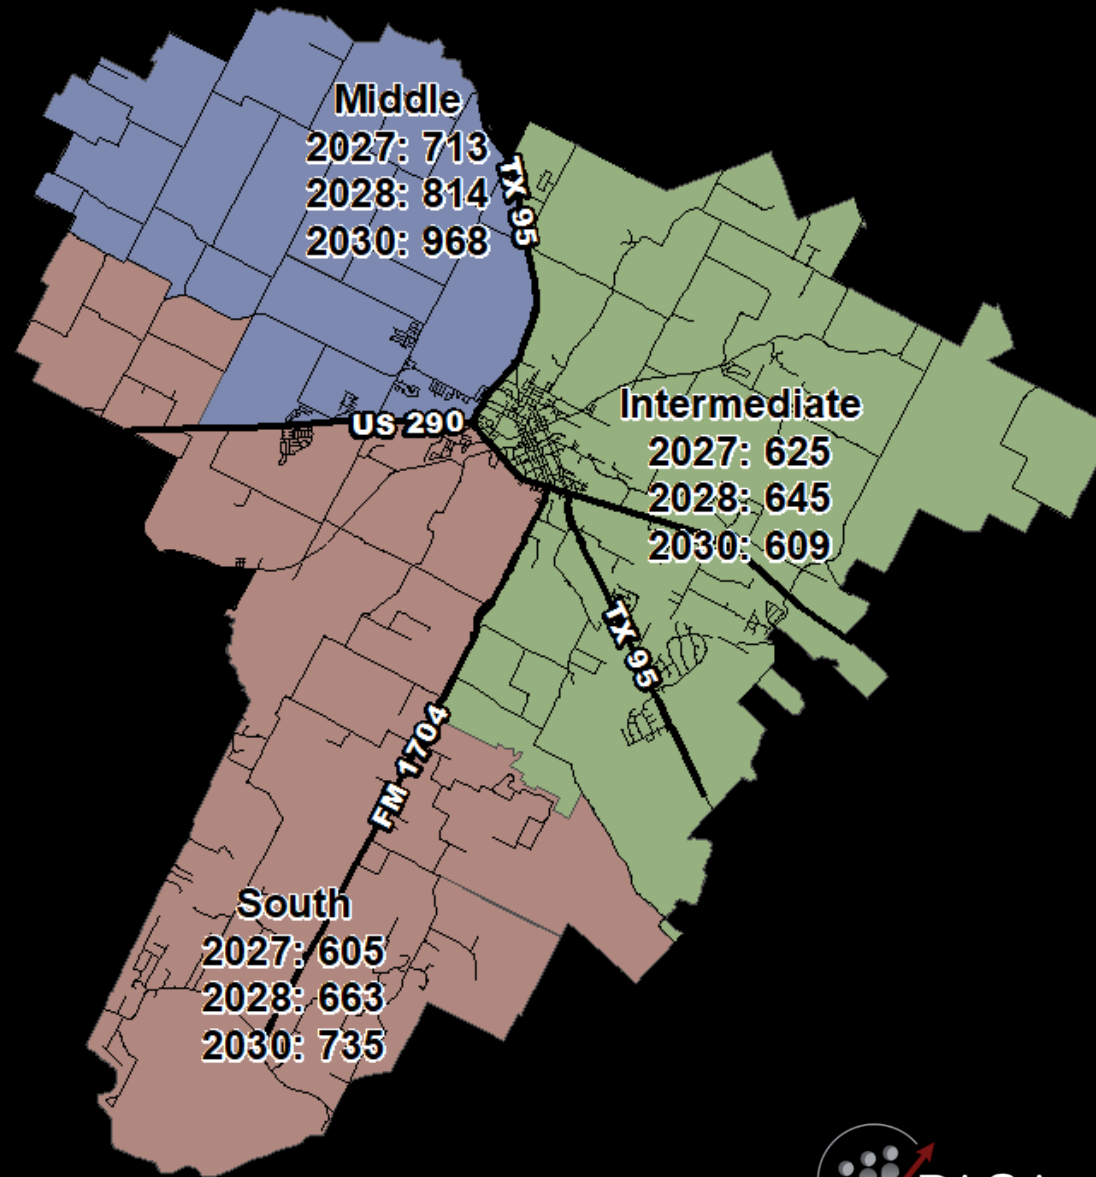 Middle
2027: 713
2028: 814
2030: 968
TX 95
US 290
Intermediate
2027: 625
2028: 645
2030: 609
TX 95
FM 1704
South
2027: 605
2028: 663
2030: 735